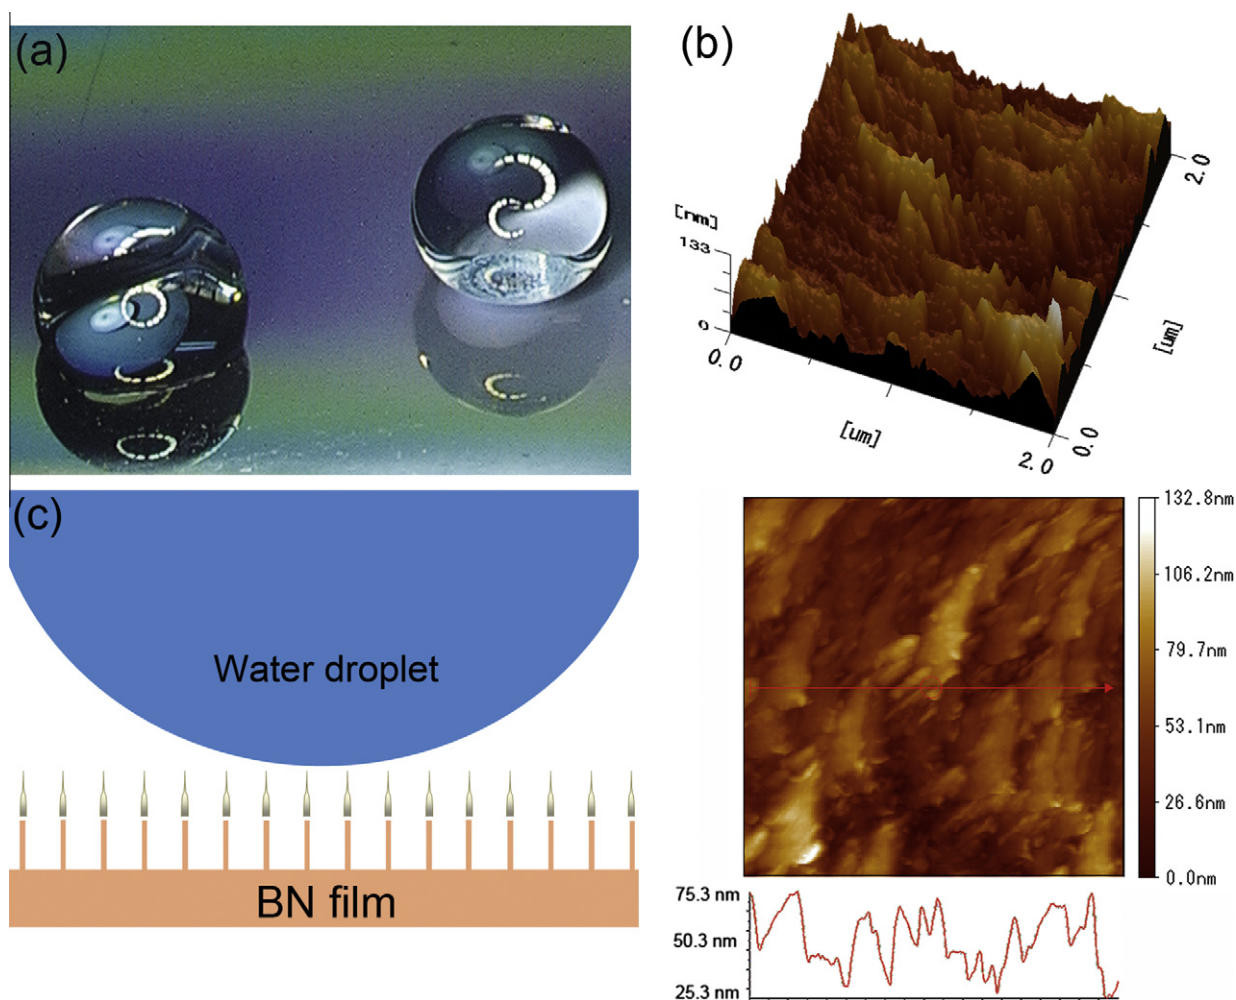 (a)
(b)
[nm]
133
0
0.0
[um]
2.0
0.0
[um]
2.0
(c)
Water droplet
BN film
132.8nm
106.2nm
79.7nm
53.1nm
26.6nm
0.0nm
75.3 nm
50.3 nm
25.3 nm